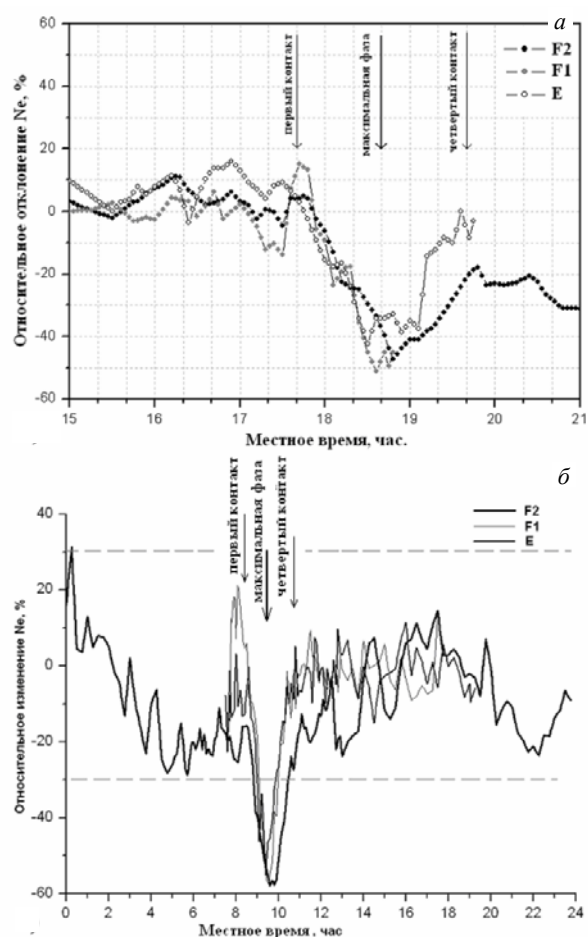 а
60
40
20
0
-20
-40
-60
Относительное отклонение Ne, %
первый контакт
максимальная фаза
четвертый контакт
F2
F1
E
15 16 17 18 19 20 21
Местное время, час.
б
первый контакт
максимальная фаза
четвертый контакт
F2
F1
E
40
20
0
-20
-40
-60
Относительное изменение Ne, %
0 2 4 6 8 10 12 14 16 18 20 22 24
Местное время , час